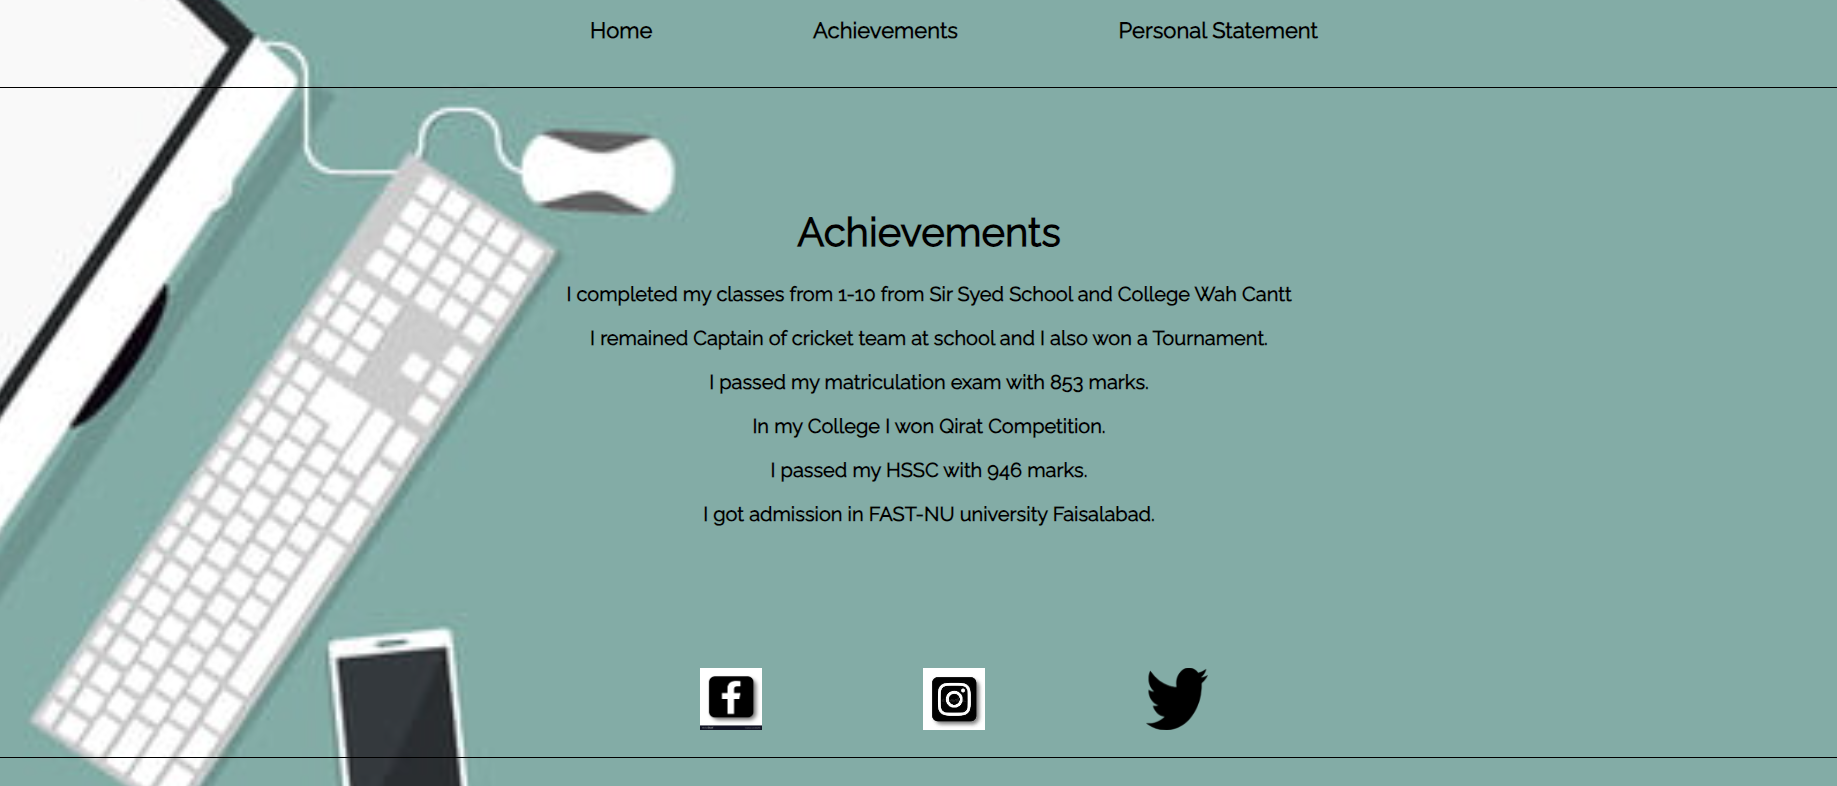 Home
Achievements
Personal Statement
Achievements
I completed my classes from 1-10 from Sir Syed School and College Wah Cantt
I remained Captain of cricket team at school and I also won a Tournament.
I passed my matriculation exam with 853 marks.
In my College I won Qirat Competition.
I passed my HSSC with 946 marks.
I got admission in FAST-NU university Faisalabad.